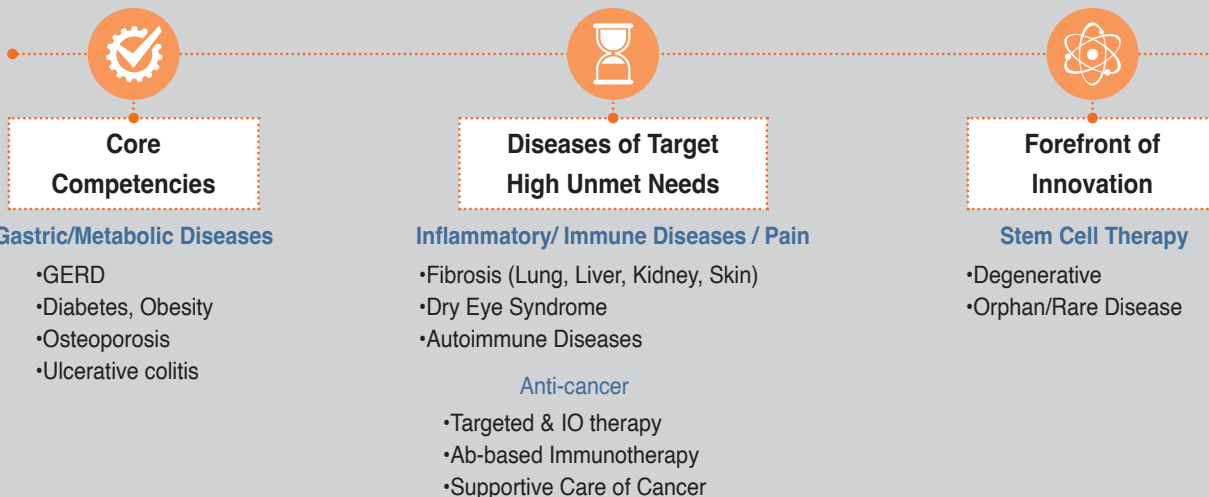 Core
Competencies
Gastric/Metabolic Diseases
•GERD
•Diabetes, Obesity
•Osteoporosis
•Ulcerative colitis
Diseases of Target
High Unmet Needs
Inflammatory/ Immune Diseases / Pain
•Fibrosis (Lung, Liver, Kidney, Skin)
•Dry Eye Syndrome
•Autoimmune Diseases
Anti-cancer
•Targeted & IO therapy
•Ab-based Immunotherapy
•Supportive Care of Cancer
Forefront of
Innovation
Stem Cell Therapy
•Degenerative
•Orphan/Rare Disease